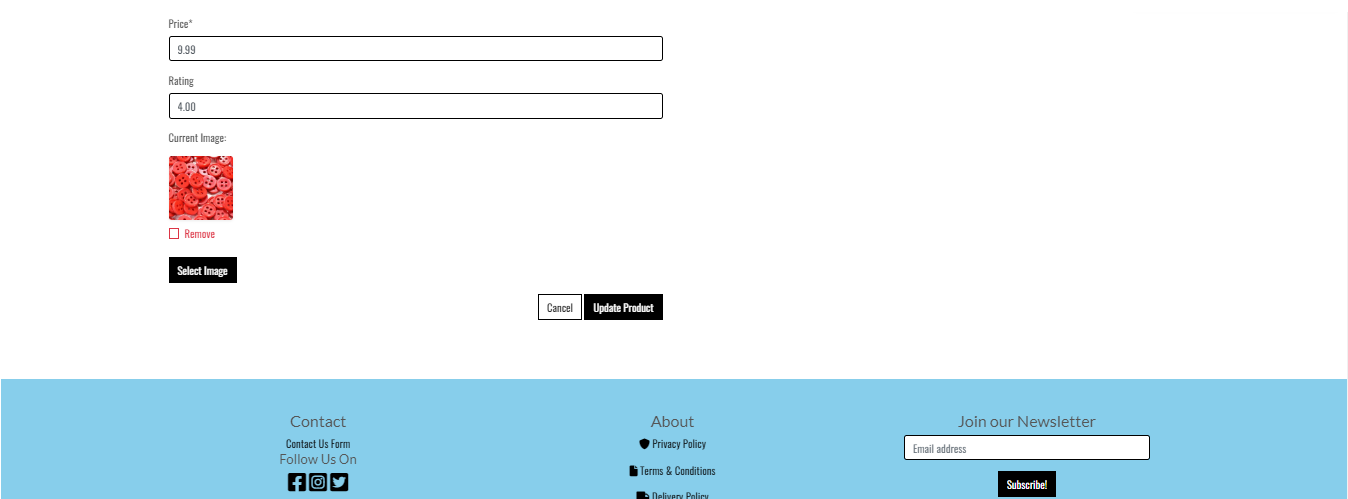 Price*
9.99
Rating
4.00
Current Image:
Remove
Select Image
Cancel Update Product
Contact
Contact Us Form
Follow Us On
About
Privacy Policy
Terms & Conditions
Delivery Policy
Join our Newsletter
Email address
Subscribe!